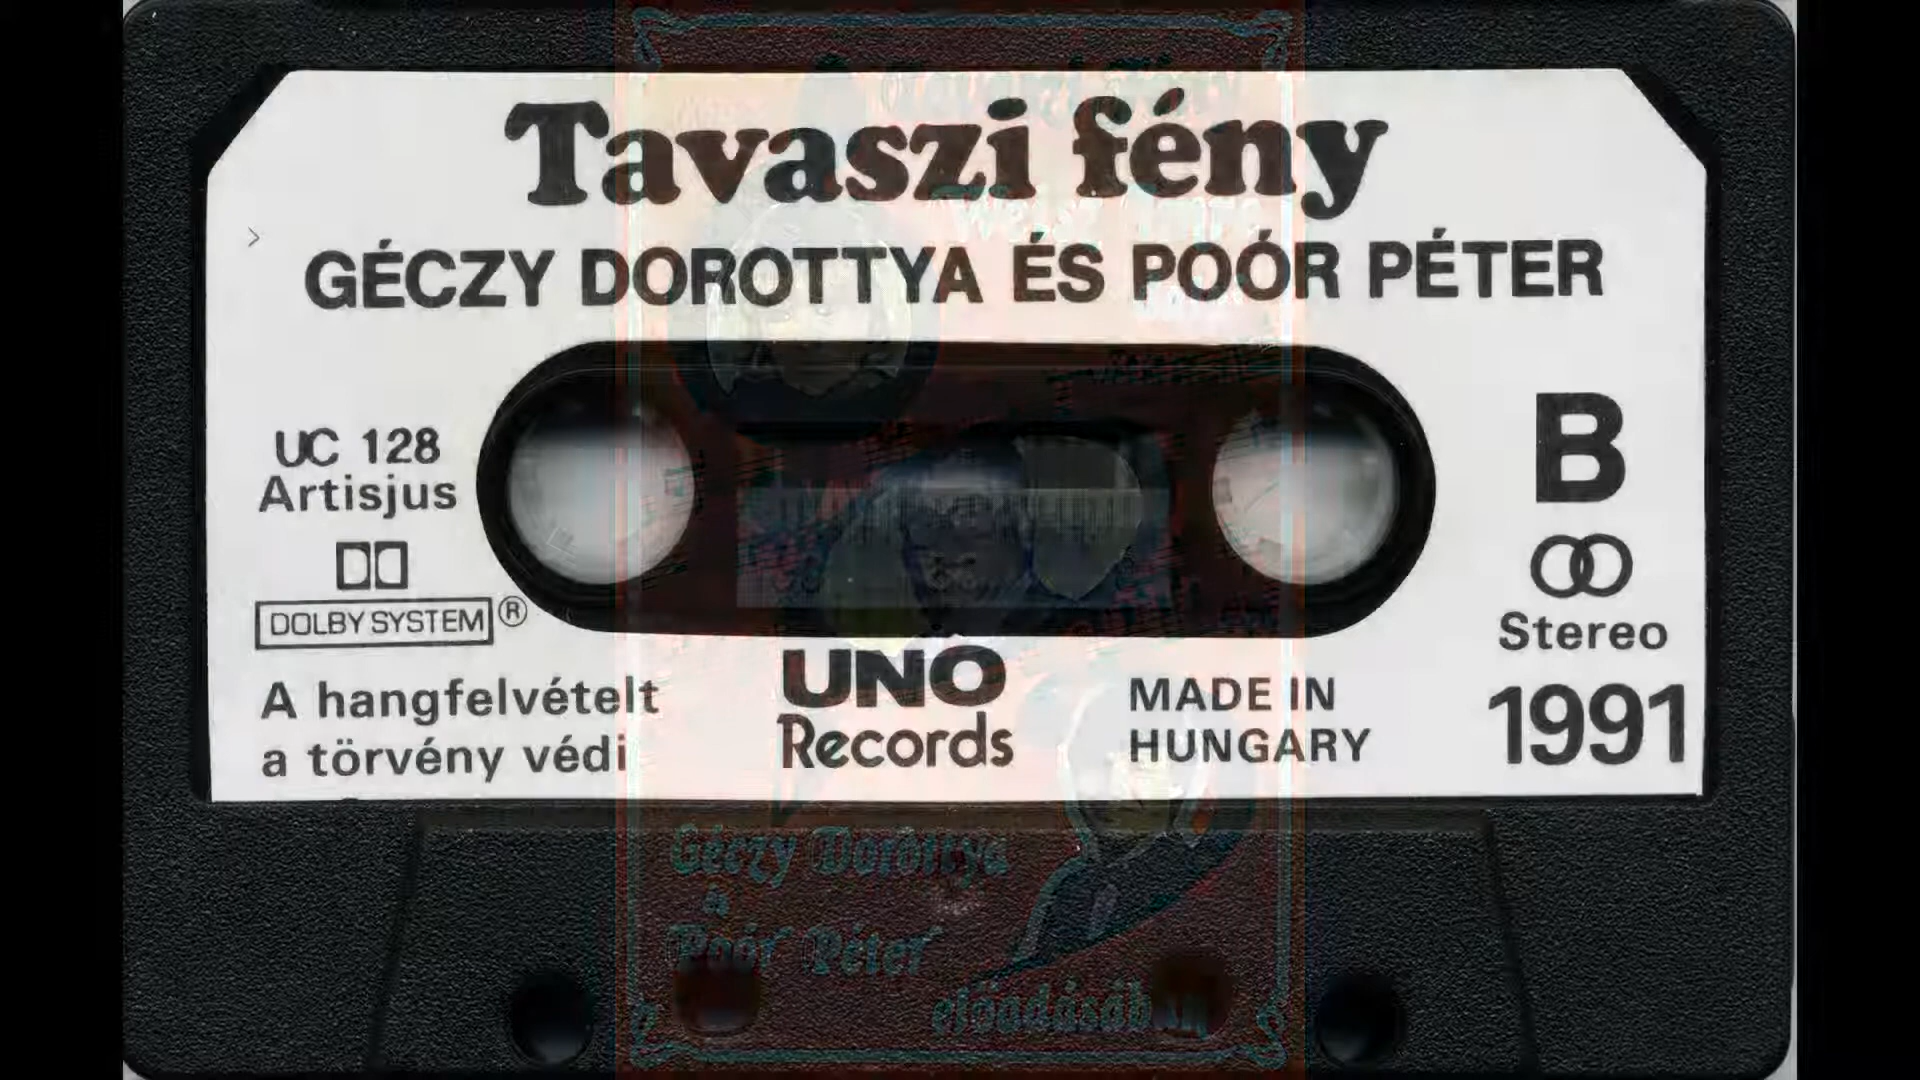 Tavaszi fény
GÉCZY DOROTTYA ÉS POÓR PÉTER
UC 128
Artisjus
DOLBY SYSTEM ®
A hangfelvételt
a törvény védi
UNO
Records
MADE IN
HUNGARY
B
Stereo
1991
Géczy Dorottya
&
Poór Péter
előadásában